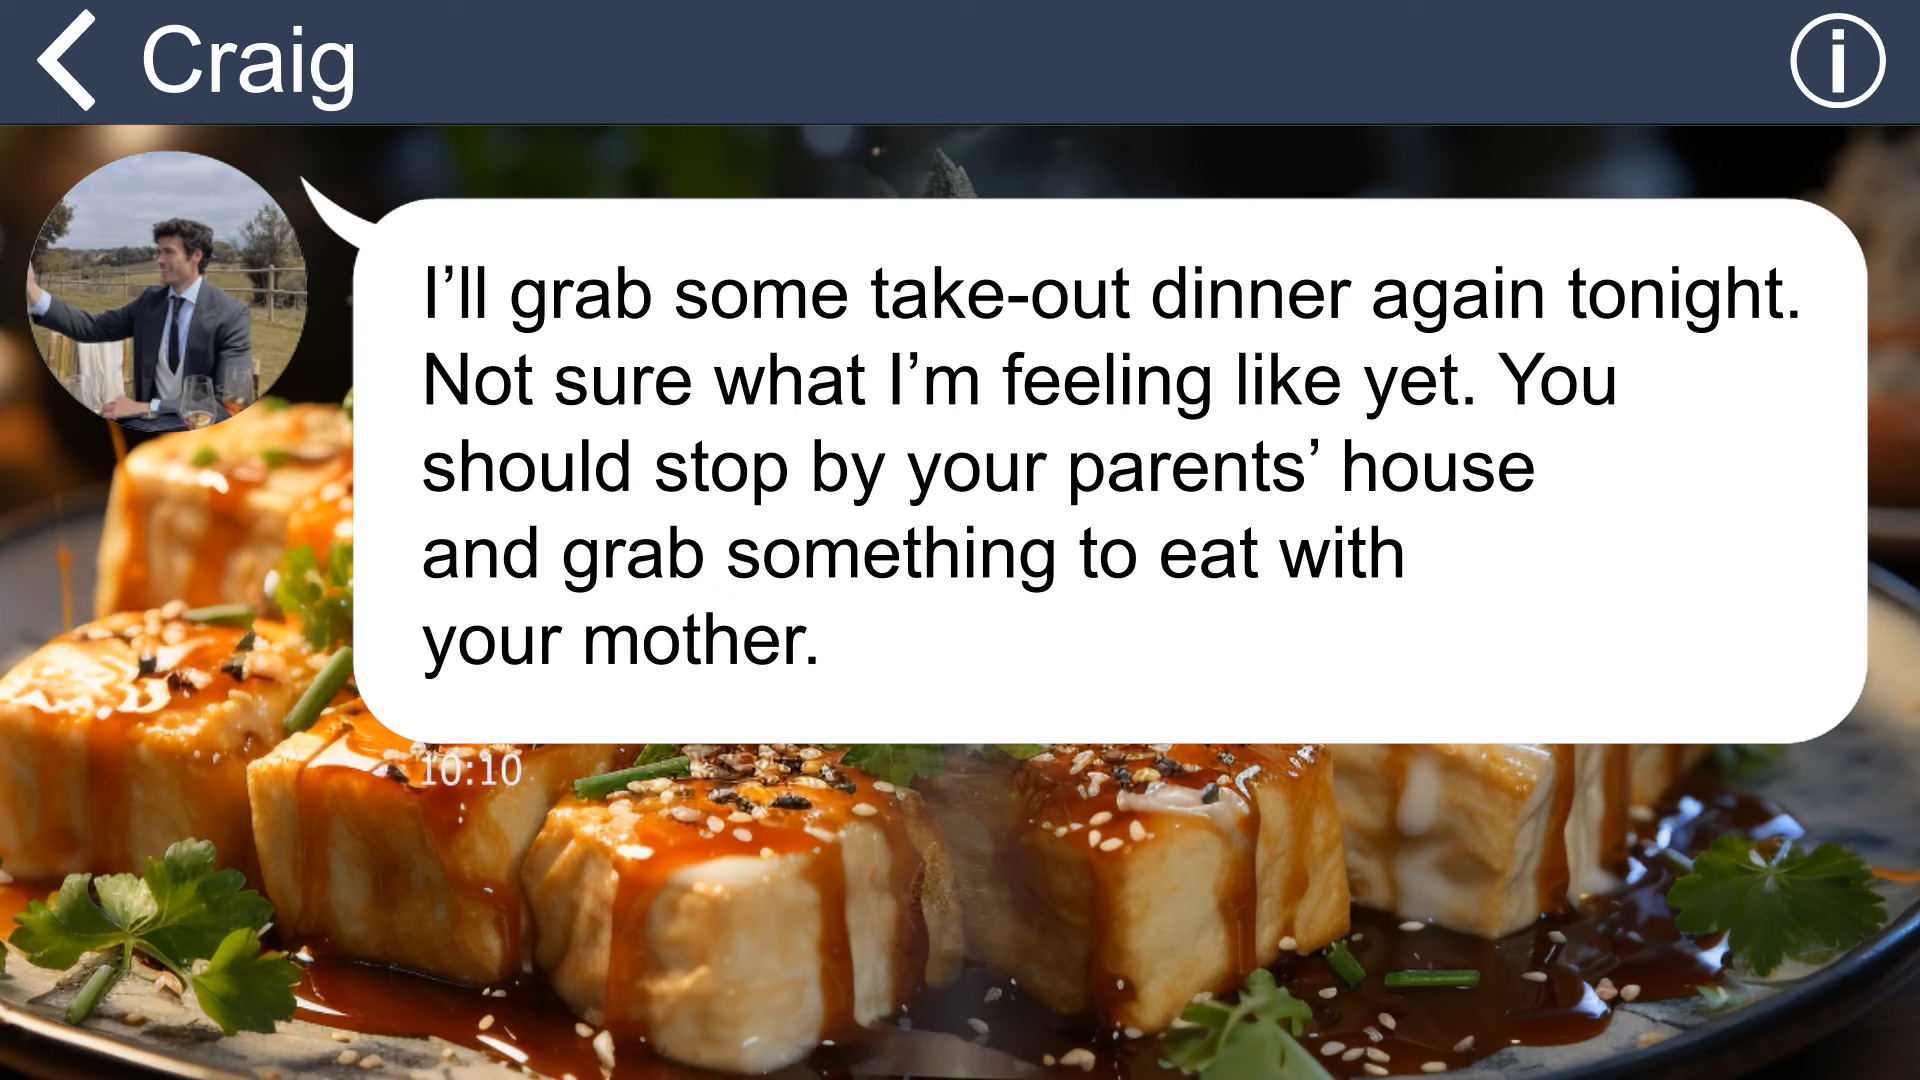 Craig
I’ll grab some take-out dinner again tonight.
Not sure what I’m feeling like yet. You
should stop by your parents’ house
and grab something to eat with
your mother.
10:10